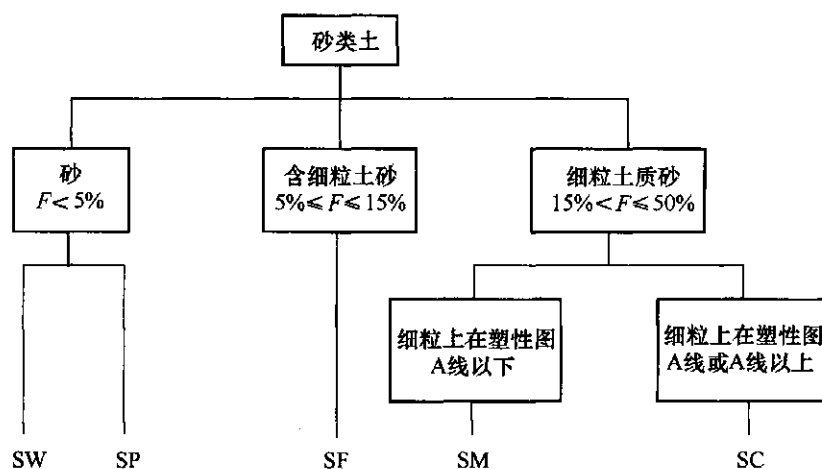 砂类土
砂
F<5%
含细粒土砂
5%≤F≤15%
细粒土质砂
15%<F≤50%
细粒上在塑性图
A线以下
细粒上在塑性图
A线或A线以上
SW
SP
SF
SM
SC